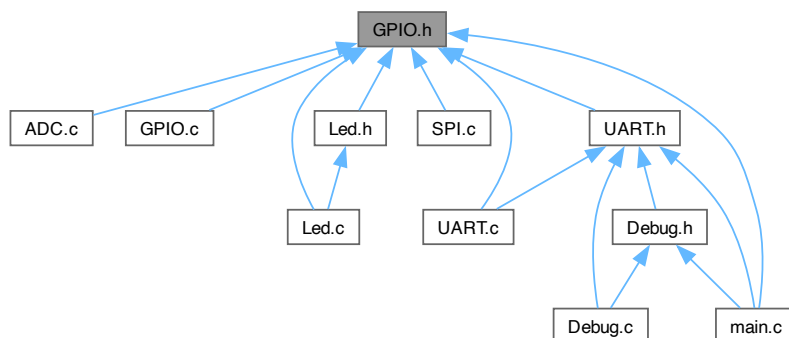 GPIO.h
ADC.c
GPIO.c
Led.h
SPI.c
UART.h
Led.c
UART.c
Debug.h
Debug.c
main.c